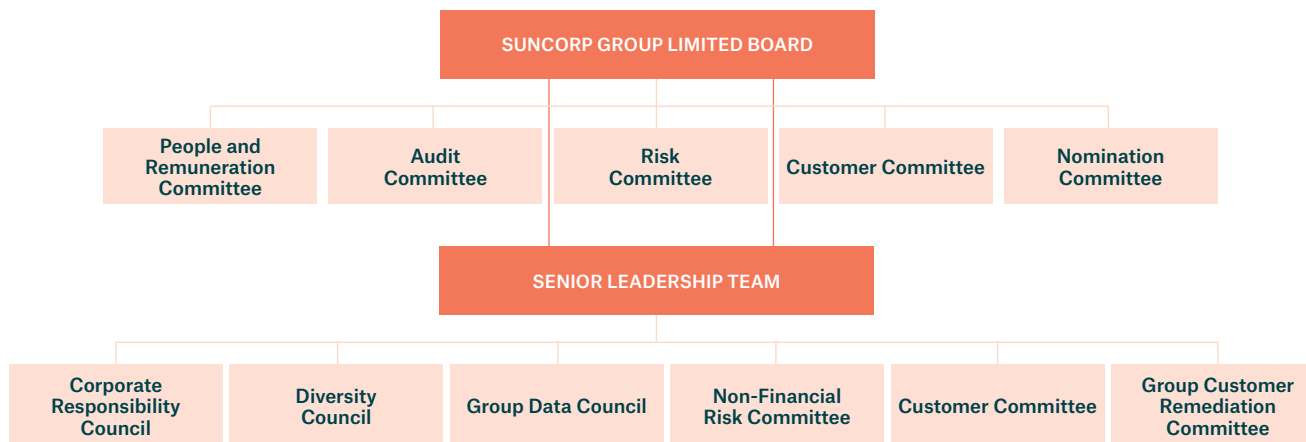 SUNCORP GROUP LIMITED BOARD
People and
Remuneration
Committee
Audit
Committee
Risk
Committee
Customer Committee
Nomination
Committee
SENIOR LEADERSHIP TEAM
Corporate
Responsibility
Council
Diversity
Council
Group Data Council
Non-Financial
Risk Committee
Customer Committee
Group Customer
Remediation
Committee